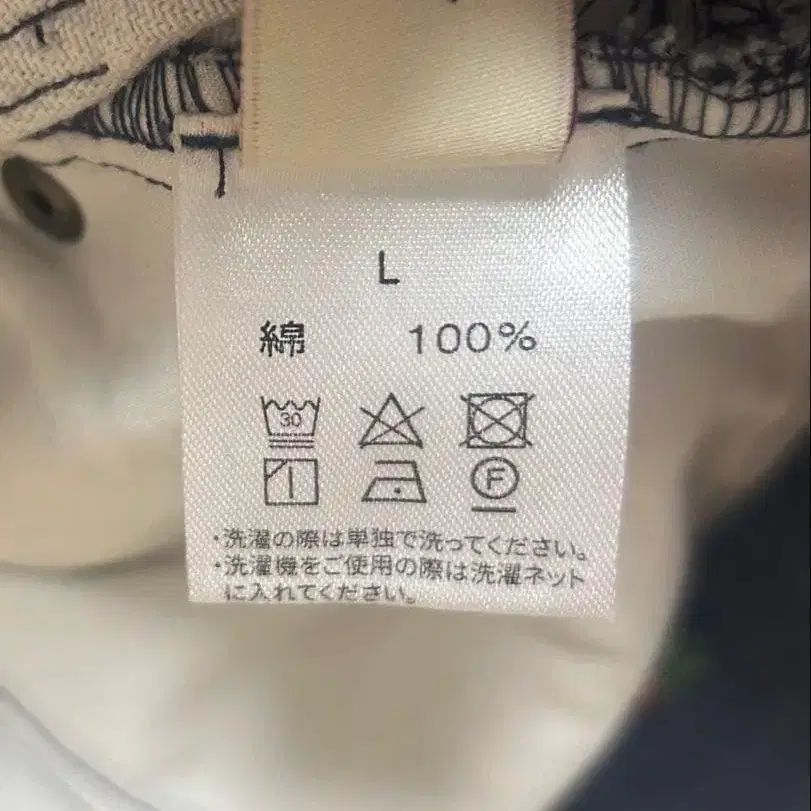 L
綿 100%
30
F
・洗濯の際は単独で洗ってください。
・洗濯機をご使用の際は洗濯ネット
に入れてください。